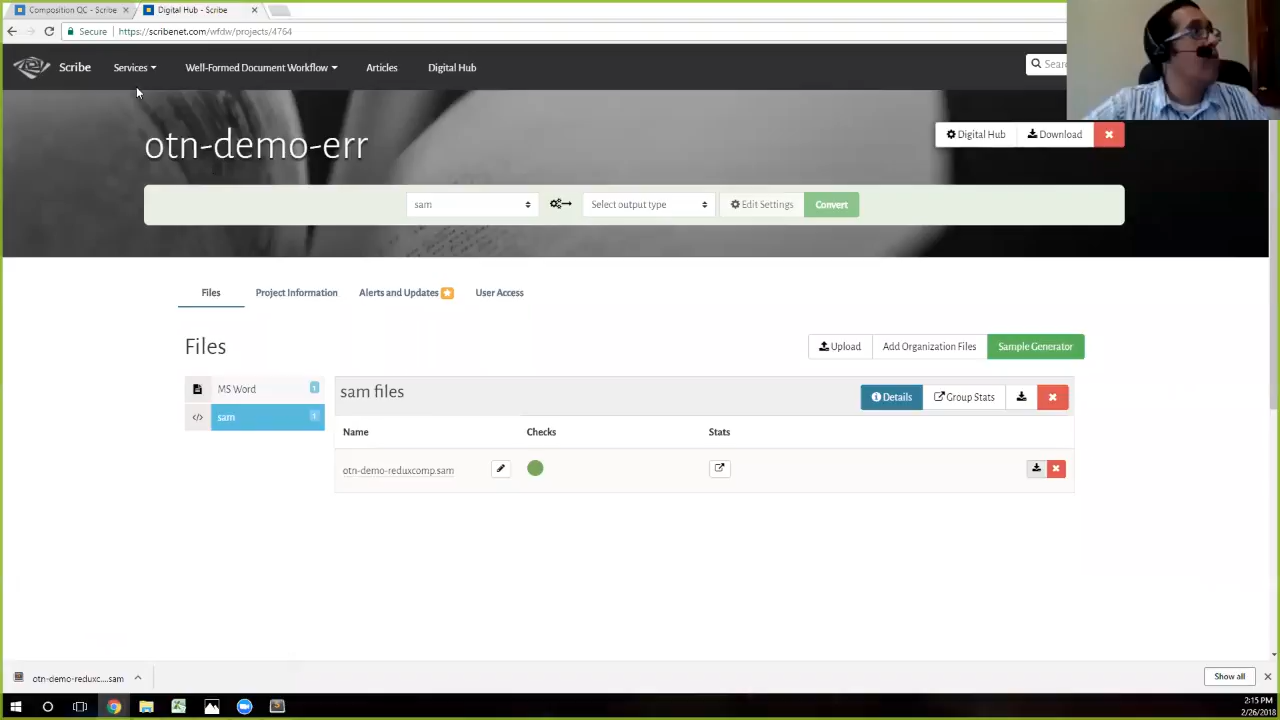 Composition QC - Scribe
Digital Hub - Scribe
Secure
https://scribenet.com/wfdw/projects/4764
Scribe
Services
Well-Formed Document Workflow
Articles
Digital Hub
Sear
otn-demo-err
Digital Hub
Download
sam
Select output type
Edit Settings
Convert
Files
Project Information
Alerts and Updates
User Access
Files
Upload
Add Organization Files
Sample Generator
MS Word
1
sam
1
sam files
Details
Group Stats
Name
Checks
Stats
otn-demo-reduxcomp.sam
otn-demo-reduxc....sam
Show all
2:15 PM
2/26/2018